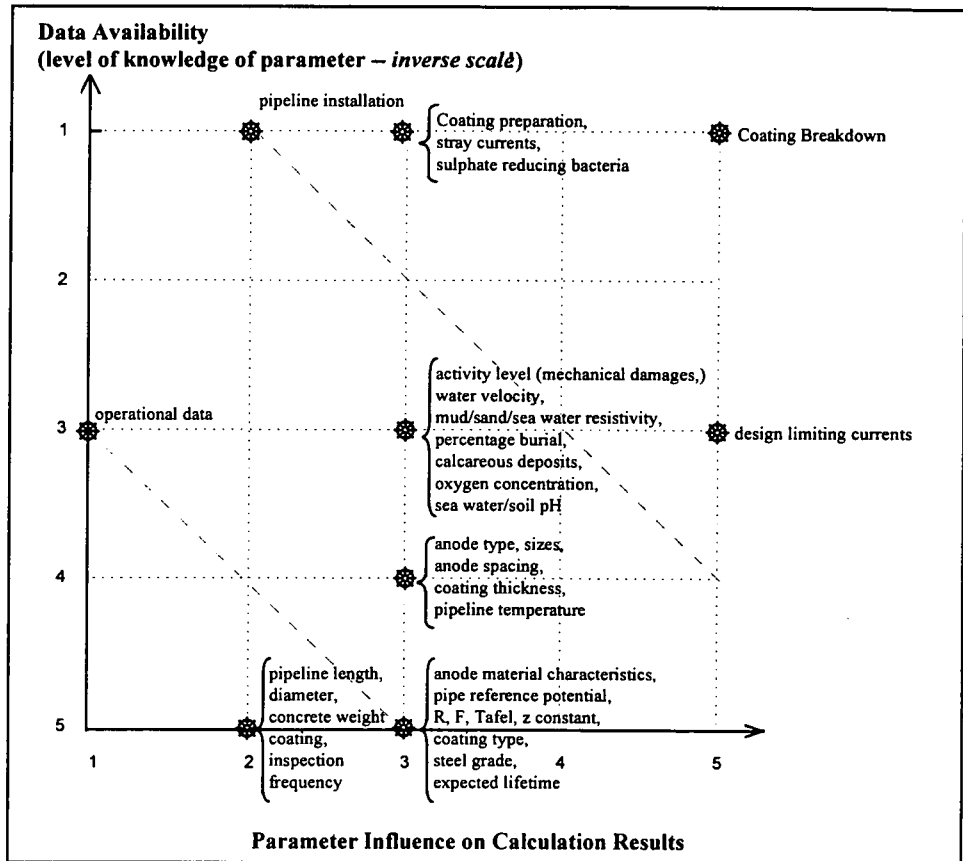 Data Availability
(level of knowledge of parameter – inverse scale)
pipeline installation
1
Coating preparation,
stray currents,
sulphate reducing bacteria
Coating Breakdown
2
activity level (mechanical damages,)
water velocity,
mud/sand/sea water resistivity,
percentage burial,
calcareous deposits,
oxygen concentration,
sea water/soil pH
operational data
3
design limiting currents
anode type, sizes,
anode spacing,
coating thickness,
pipeline temperature
4
pipeline length,
diameter,
concrete weight
coating,
inspection
frequency
anode material characteristics,
pipe reference potential,
R, F, Tafel, z constant,
coating type,
steel grade,
expected lifetime
5
1 2 3 4 5
Parameter Influence on Calculation Results